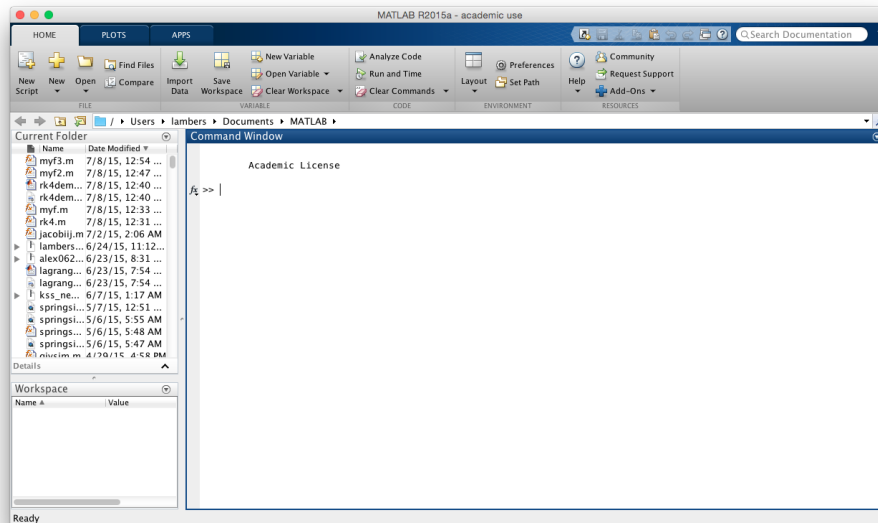 MATLAB R2015a - academic use
HOME PLOTS APPS
Search Documentation
New Script
New
Open
Find Files
Compare
Import Data
Save Workspace
New Variable
Open Variable
Clear Workspace
Analyze Code
Run and Time
Clear Commands
Layout
Preferences
Set Path
Help
Community
Request Support
Add-Ons
FILE VARIABLE CODE ENVIRONMENT RESOURCES
/ Users lambers Documents MATLAB
Current Folder
Name Date Modified
myf3.m 7/8/15, 12:54 ...
myf2.m 7/8/15, 12:47 ...
rk4dem... 7/8/15, 12:40 ...
rk4dem... 7/8/15, 12:40 ...
myf.m 7/8/15, 12:33 ...
rk4.m 7/8/15, 12:31 ...
jacobiij.m 7/2/15, 2:06 AM
lambers... 6/24/15, 11:12...
alex062... 6/23/15, 8:31 ...
lagrang... 6/23/15, 7:54 ...
lagrang... 6/23/15, 7:54 ...
kss_ne... 6/7/15, 1:17 AM
springsi... 5/7/15, 12:51 ...
springsi... 5/6/15, 5:55 AM
springs... 5/6/15, 5:48 AM
springsi... 5/6/15, 5:47 AM
4/29/15, 4:58 PM
Details
Workspace
Name Value
Command Window
Academic License
fx >>
Ready